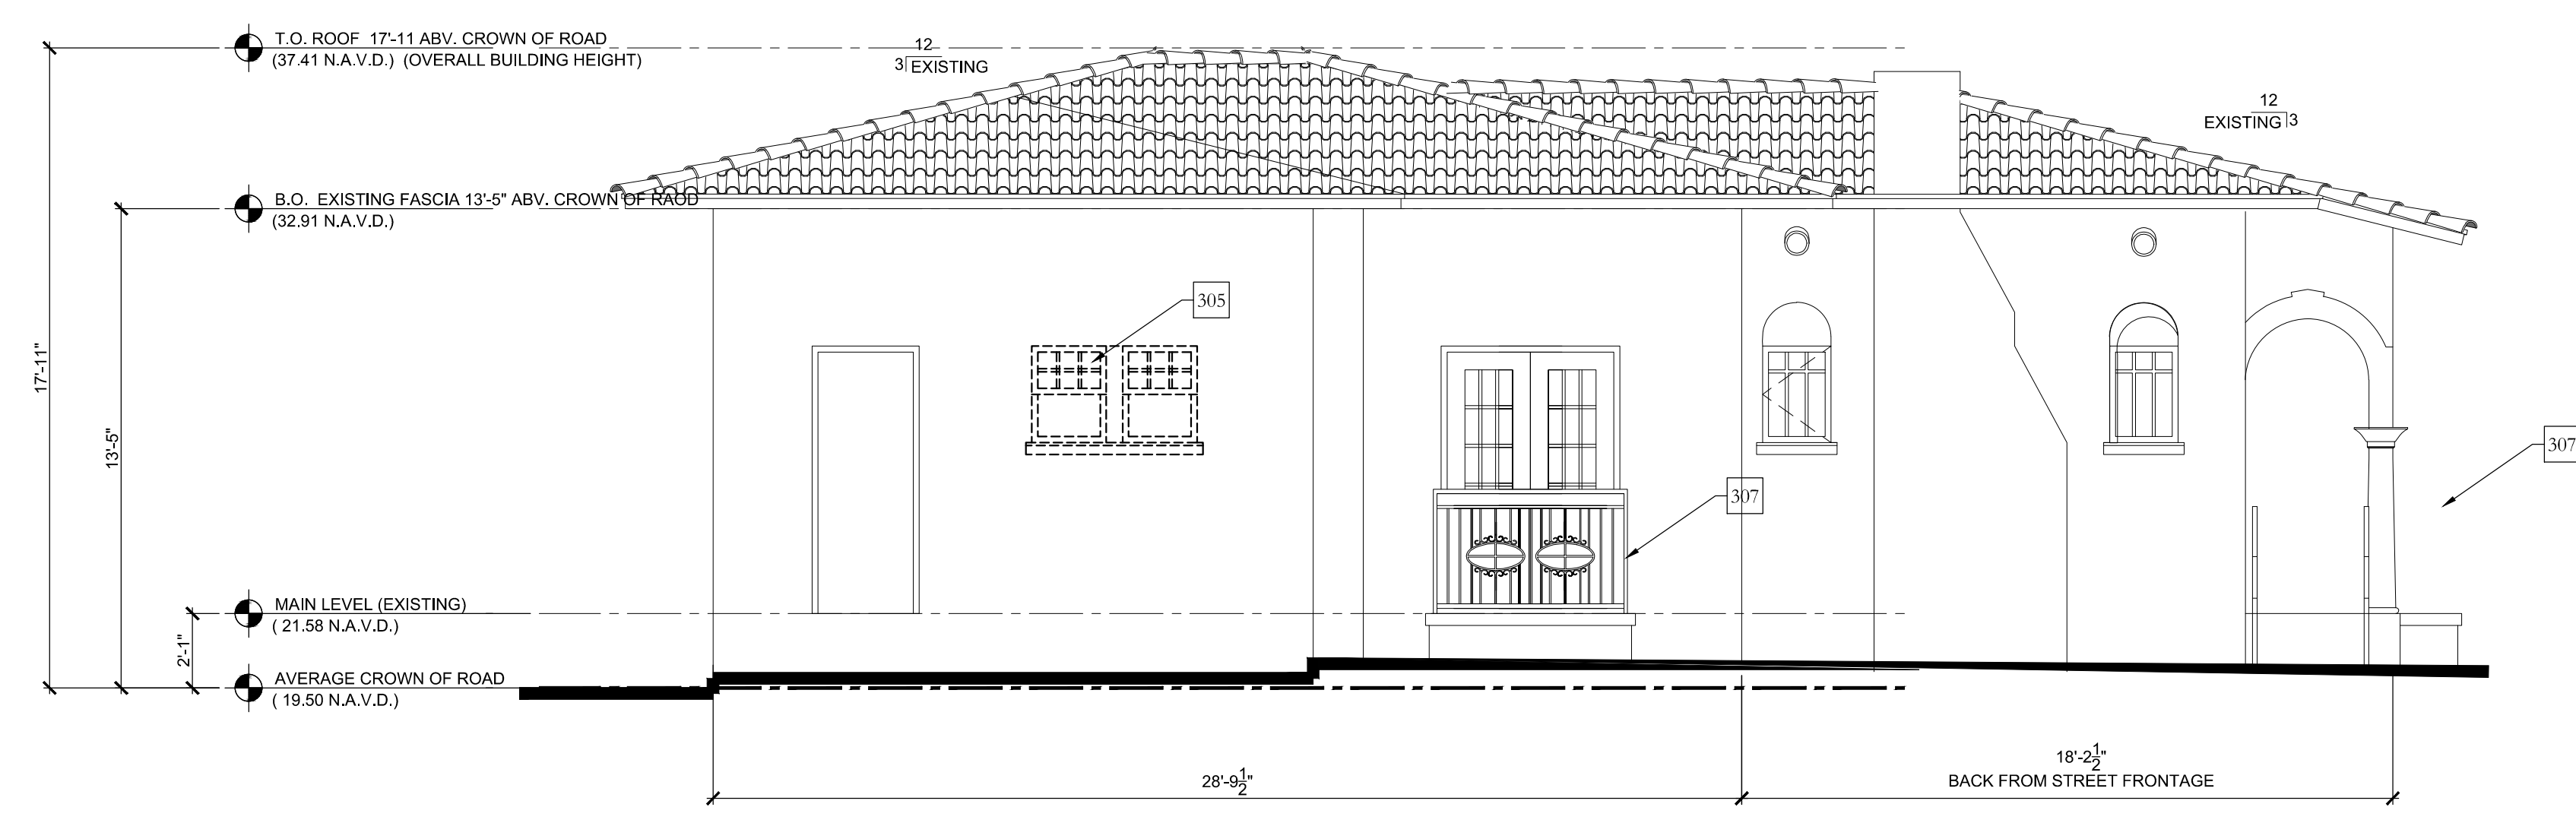 T.O. ROOF 17'-11 ABV. CROWN OF ROAD
(37.41 N.A.V.D.) (OVERALL BUILDING HEIGHT)
12
3 EXISTING
12
EXISTING 3
B.O. EXISTING FASCIA 13'-5" ABV. CROWN OF RAOD
(32.91 N.A.V.D.)
305
17'-11"
13'-5"
307
307
MAIN LEVEL (EXISTING)
( 21.58 N.A.V.D.)
2'-1"
AVERAGE CROWN OF ROAD
( 19.50 N.A.V.D.)
28'-9 1/2"
18'-2 1/2"
BACK FROM STREET FRONTAGE